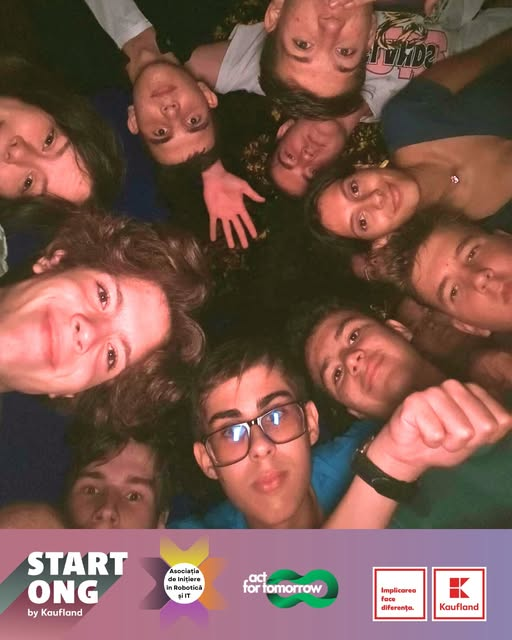 START
ONG
by Kaufland
Asociația
de Inițiere
în Robotică
și IT
act
for tomorrow
Implicarea
face
diferența.
Kaufland